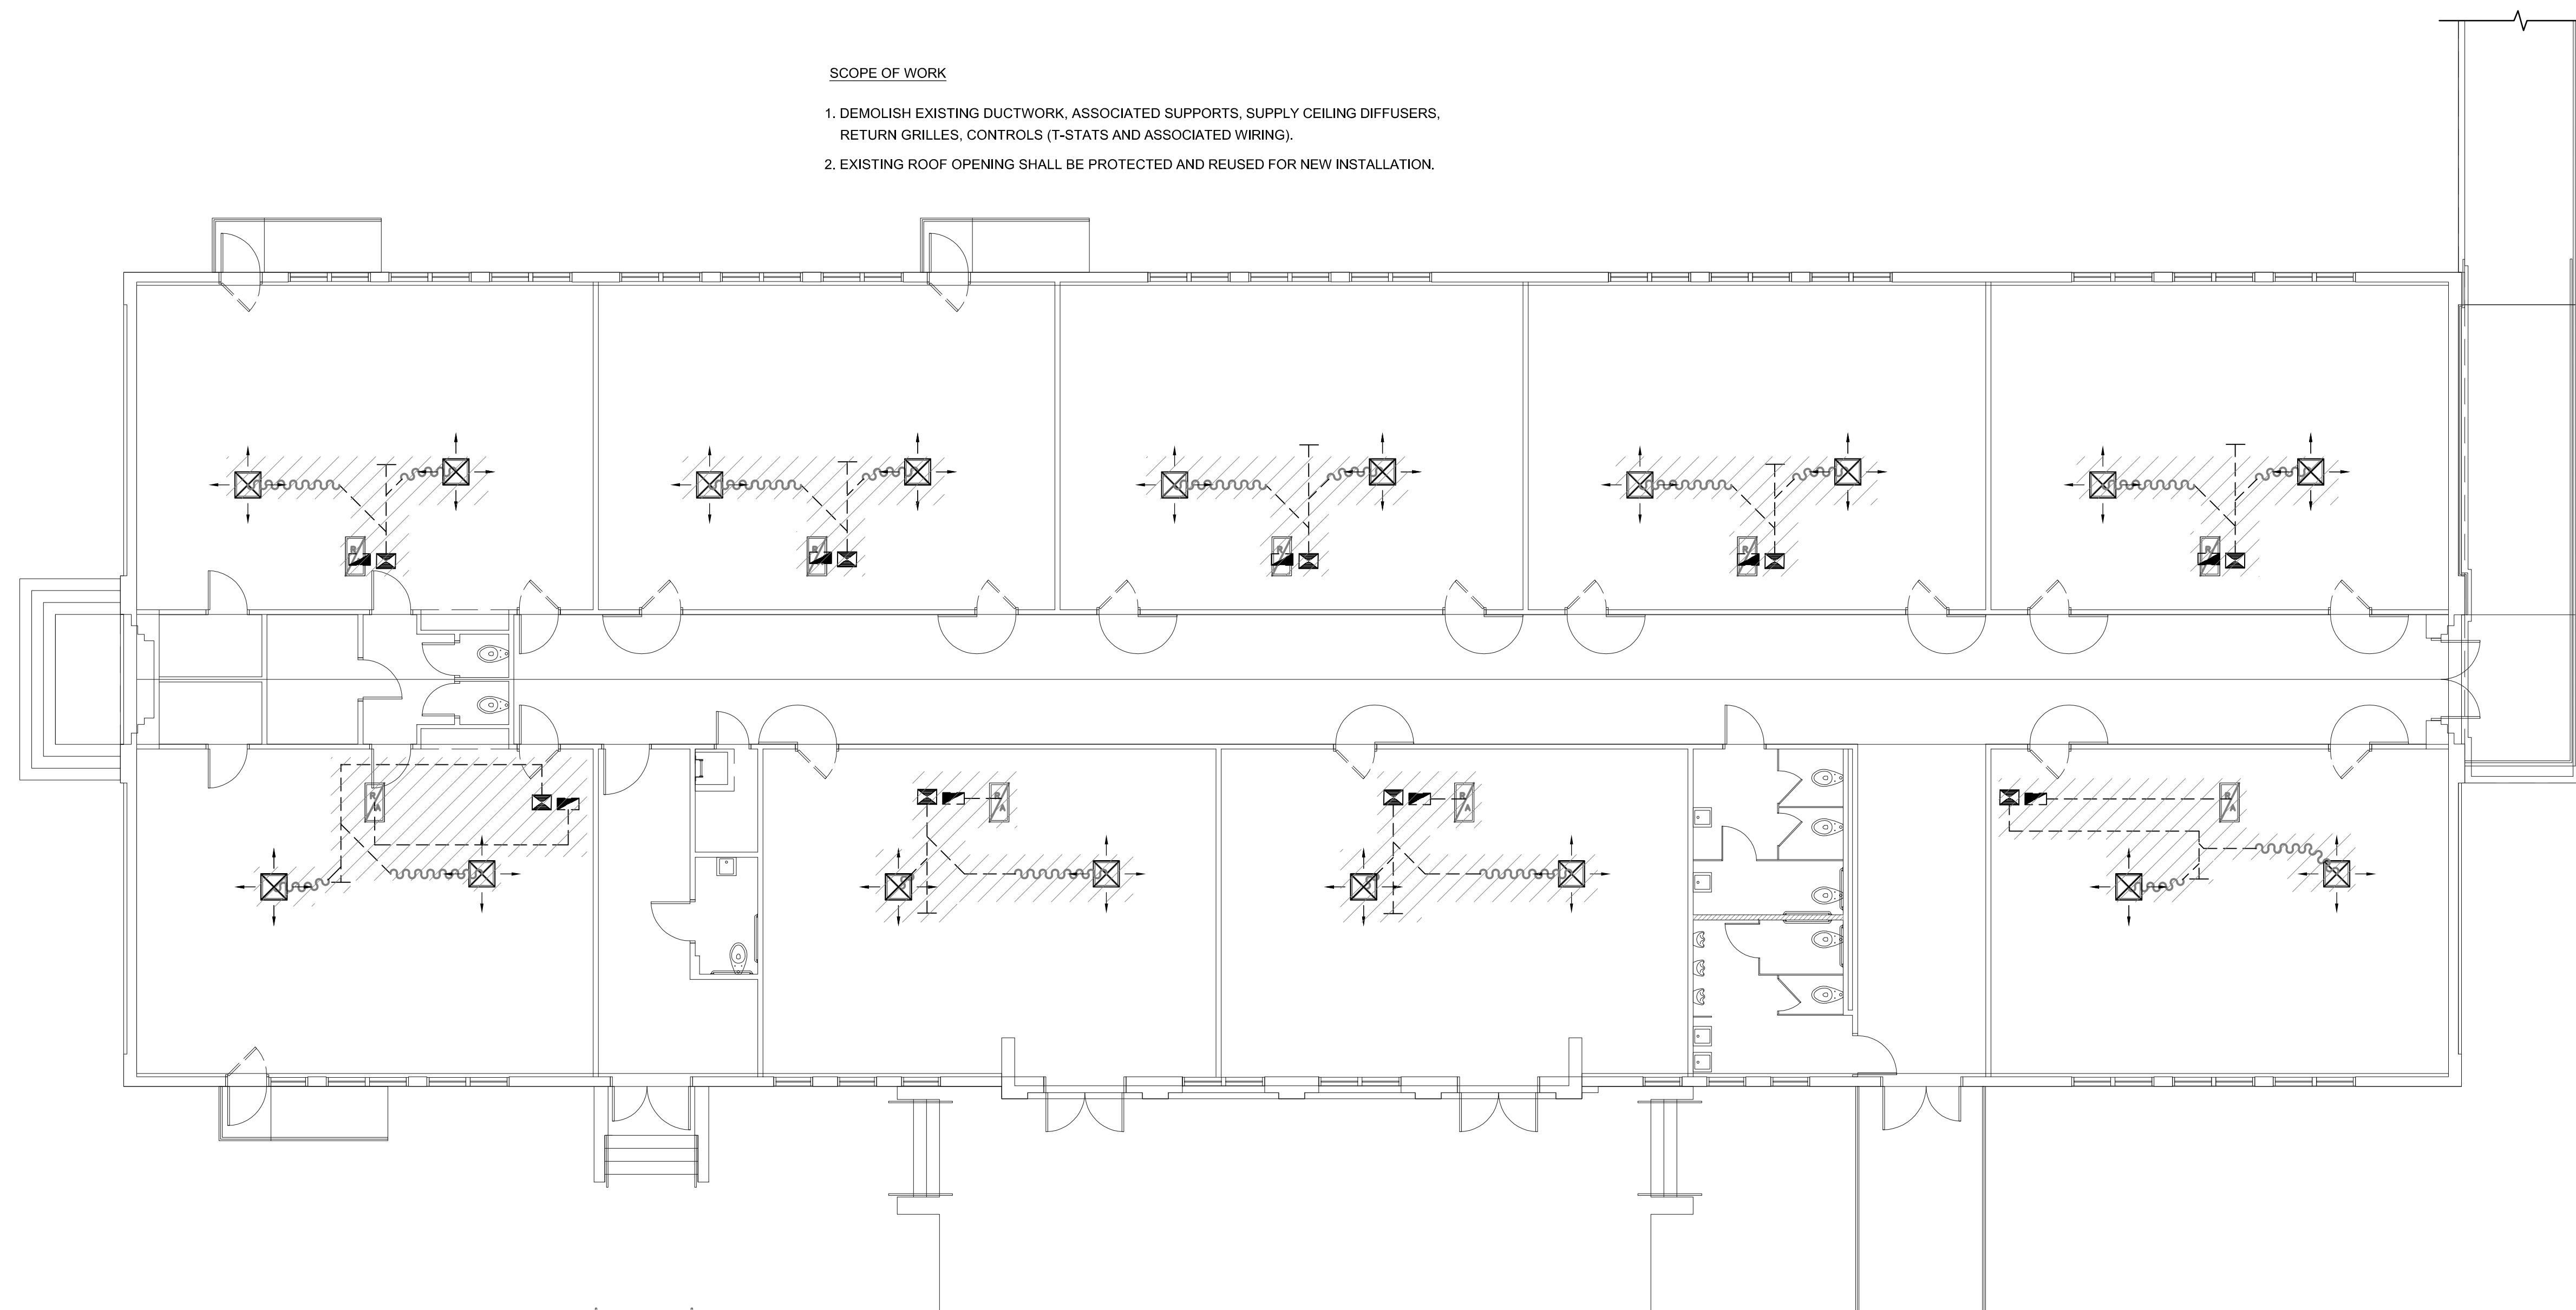 SCOPE OF WORK
1. DEMOLISH EXISTING DUCTWORK, ASSOCIATED SUPPORTS, SUPPLY CEILING DIFFUSERS,
RETURN GRILLES, CONTROLS (T-STATS AND ASSOCIATED WIRING).
2. EXISTING ROOF OPENING SHALL BE PROTECTED AND REUSED FOR NEW INSTALLATION.
R
R
R
R
R
R
A
R
A
R
A
R
A